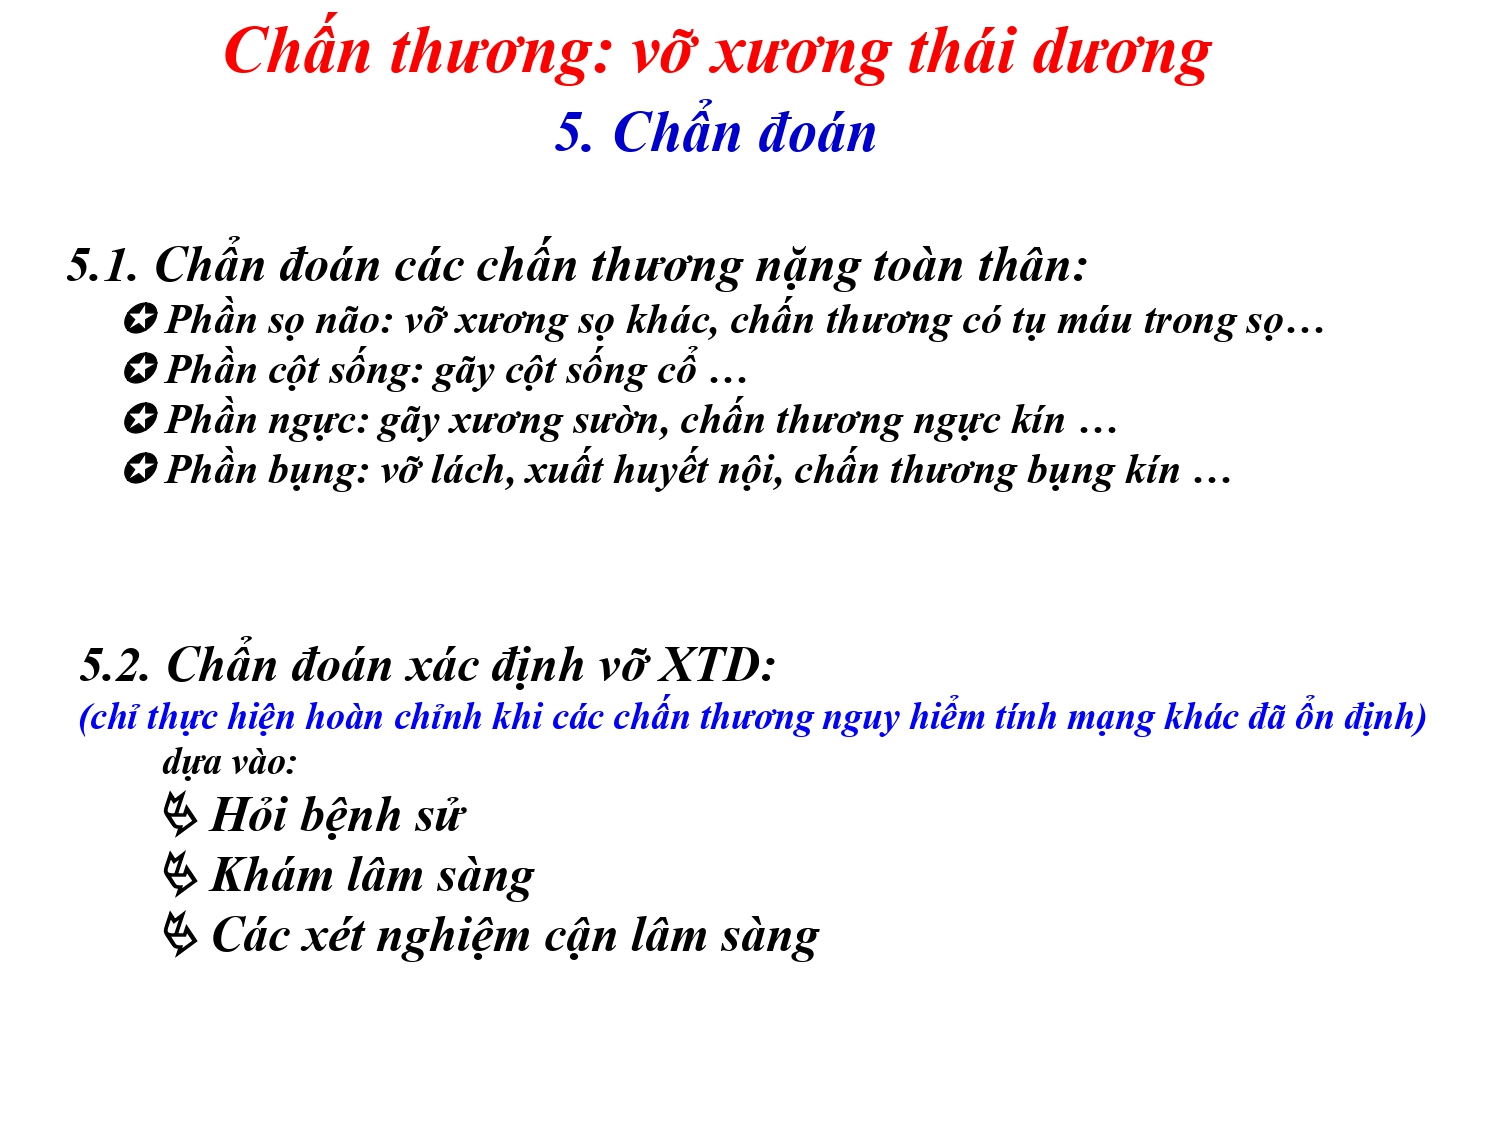 Chấn thương: vỡ xương thái dương
5. Chẩn đoán
5.1. Chẩn đoán các chấn thương nặng toàn thân:
✪ Phần sọ não: vỡ xương sọ khác, chấn thương có tụ máu trong sọ…
✪ Phần cột sống: gãy cột sống cổ …
✪ Phần ngực: gãy xương sườn, chấn thương ngực kín …
✪ Phần bụng: vỡ lách, xuất huyết nội, chấn thương bụng kín …
5.2. Chẩn đoán xác định vỡ XTD:
(chỉ thực hiện hoàn chỉnh khi các chấn thương nguy hiểm tính mạng khác đã ổn định)
dựa vào:
Hỏi bệnh sử
Khám lâm sàng
Các xét nghiệm cận lâm sàng